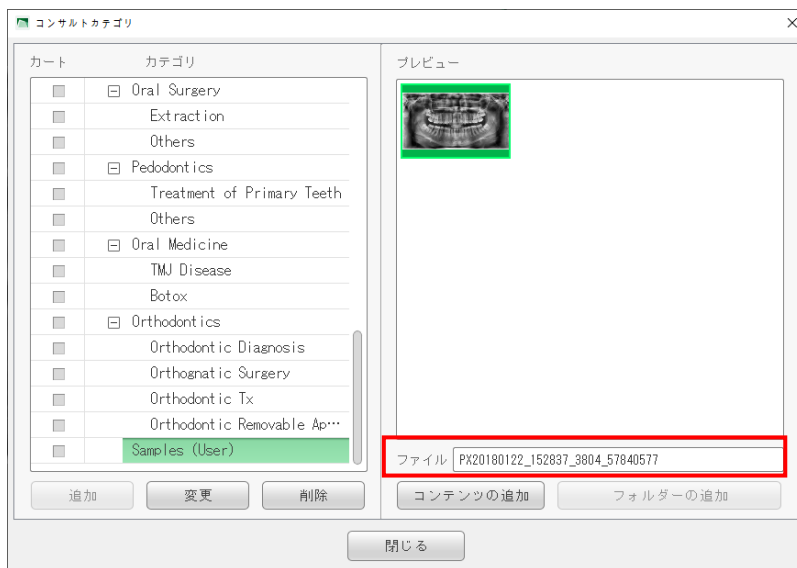 コンサルトカテゴリ
カート カテゴリ
Oral Surgery
Extraction
Others
Pedodontics
Treatment of Primary Teeth
Others
Oral Medicine
TMJ Disease
Botox
Orthodontics
Orthodontic Diagnosis
Orthognatic Surgery
Orthodontic Tx
Orthodontic Removable Ap…
Samples (User)
追加 変更 削除
プレビュー
ファイル PX20180122_152837_3804_57840577
コンテンツの追加 フォルダーの追加
閉じる